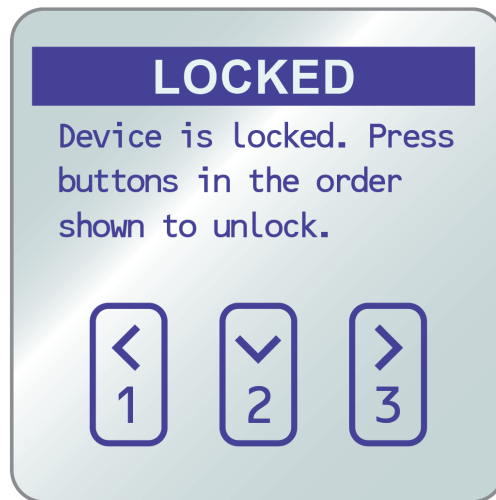 LOCKED
Device is locked. Press
buttons in the order
shown to unlock.
1 2 3